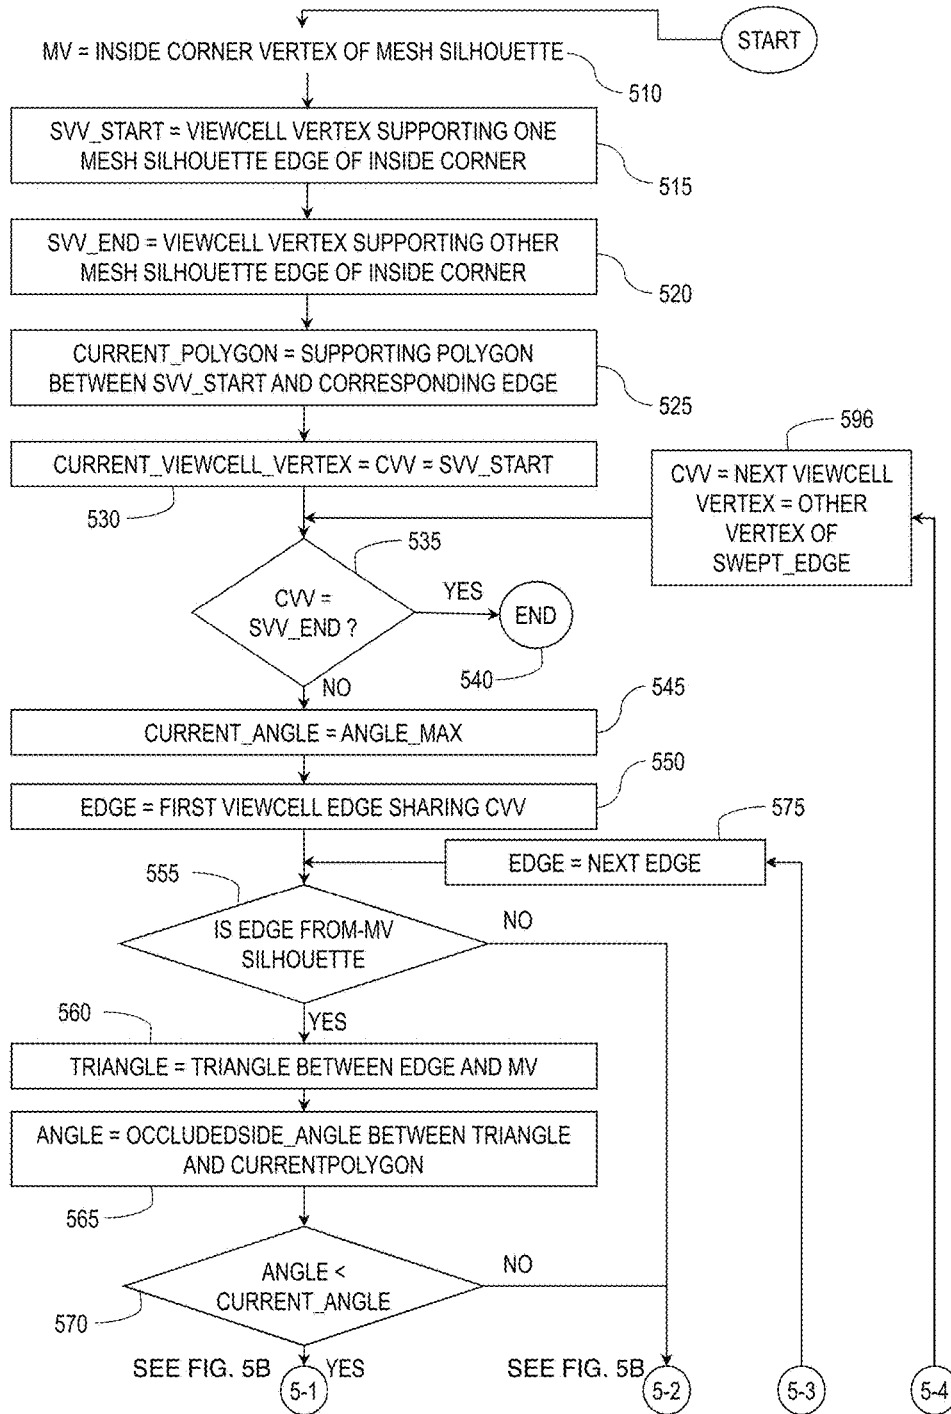 START
MV = INSIDE CORNER VERTEX OF MESH SILHOUETTE
510
SVV_START = VIEWCELL VERTEX SUPPORTING ONE
MESH SILHOUETTE EDGE OF INSIDE CORNER
515
SVV_END = VIEWCELL VERTEX SUPPORTING OTHER
MESH SILHOUETTE EDGE OF INSIDE CORNER
520
CURRENT_POLYGON = SUPPORTING POLYGON
BETWEEN SVV_START AND CORRESPONDING EDGE
525
CURRENT_VIEWCELL_VERTEX = CVV = SVV_START
530
596
CVV = NEXT VIEWCELL
VERTEX = OTHER
VERTEX OF
SWEPT_EDGE
535
CVV =
SVV_END ?
YES
END
540
NO
545
CURRENT_ANGLE = ANGLE_MAX
550
EDGE = FIRST VIEWCELL EDGE SHARING CVV
575
EDGE = NEXT EDGE
555
IS EDGE FROM-MV
SILHOUETTE
NO
YES
560
TRIANGLE = TRIANGLE BETWEEN EDGE AND MV
ANGLE = OCCLUDEDSIDE_ANGLE BETWEEN TRIANGLE
AND CURRENTPOLYGON
565
ANGLE <
CURRENT_ANGLE
NO
570
SEE FIG. 5B
YES
SEE FIG. 5B
5-1
5-2
5-3
5-4